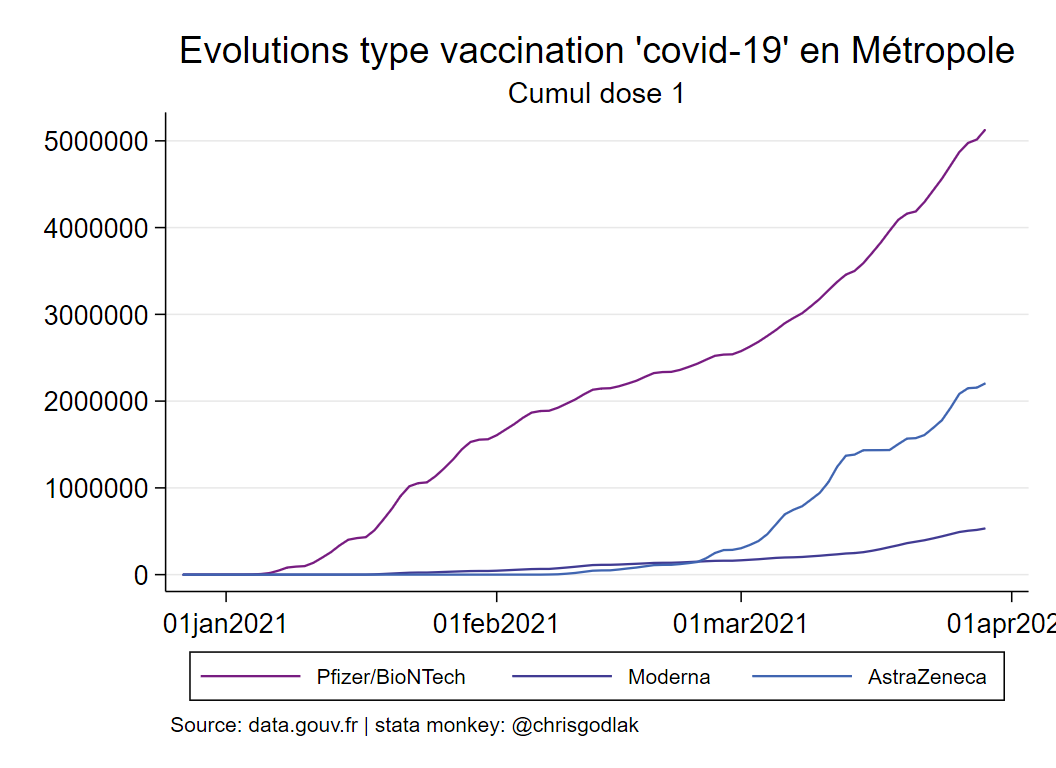 Evolutions type vaccination 'covid-19' en Métropole
Cumul dose 1
5000000
4000000
3000000
2000000
1000000
0
01jan2021 01feb2021 01mar2021 01apr202
Pfizer/BioNTech Moderna AstraZeneca
Source: data.gouv.fr | stata monkey: @chrisgodlak